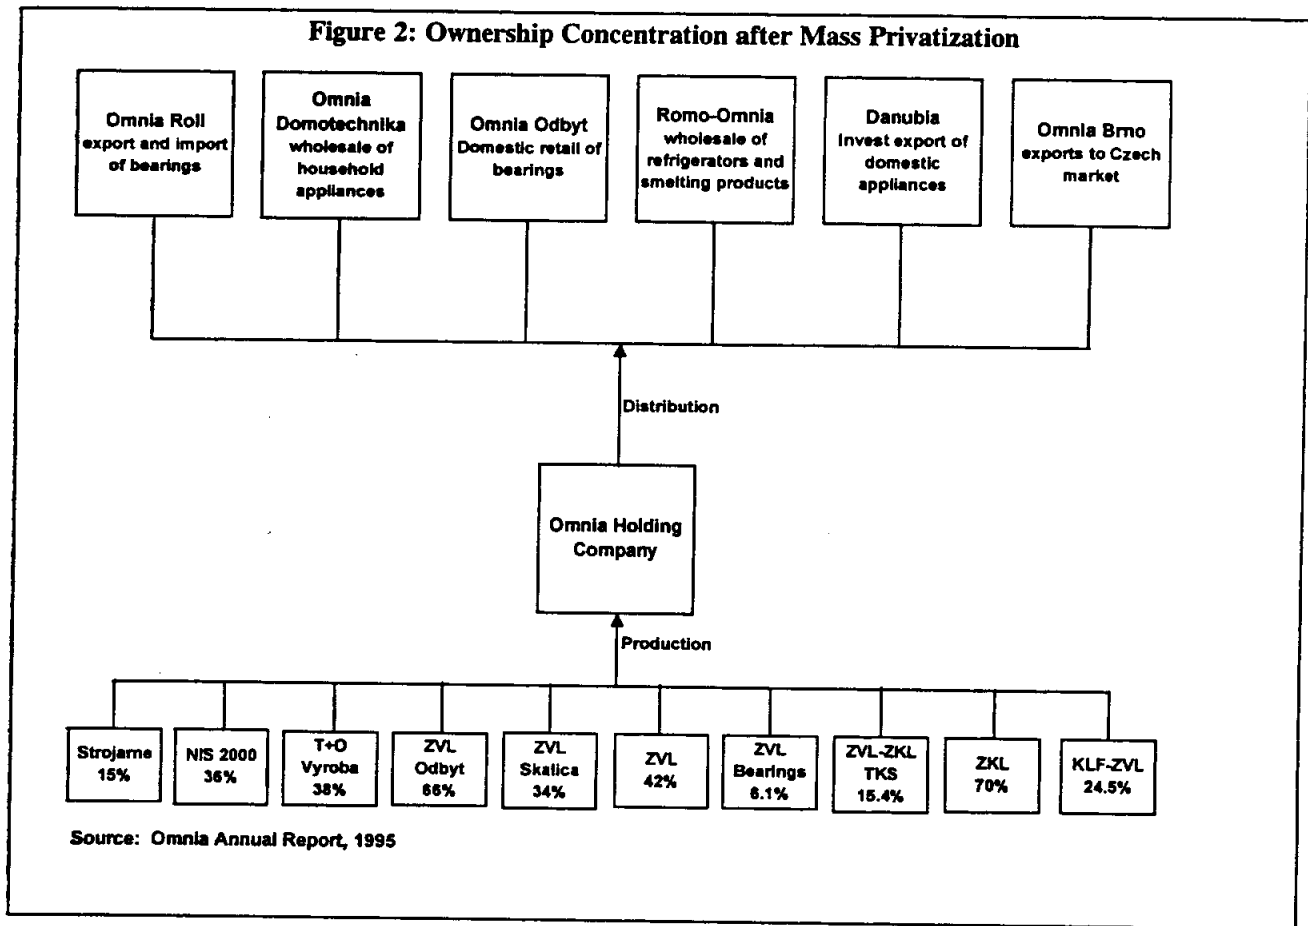 Figure 2: Ownership Concentration after Mass Privatization
Omnia Roll
export and import
of bearings
Omnia
Domotechnika
wholesale of
household
appliances
Omnia Odbyt
Domestic retail of
bearings
Romo-Omnia
wholesale of
refrigerators and
smelting products
Danubia
Invest export of
domestic
appliances
Omnia Brno
exports to Czech
market
Distribution
Omnia Holding
Company
Production
Strojarne
15%
NIS 2000
36%
T+O
Vyroba
38%
ZVL
Odbyt
66%
ZVL
Skalica
34%
ZVL
42%
ZVL
Bearings
6.1%
ZVL-ZKL
TKS
15.4%
ZKL
70%
KLF-ZVL
24.5%
Source: Omnia Annual Report, 1995